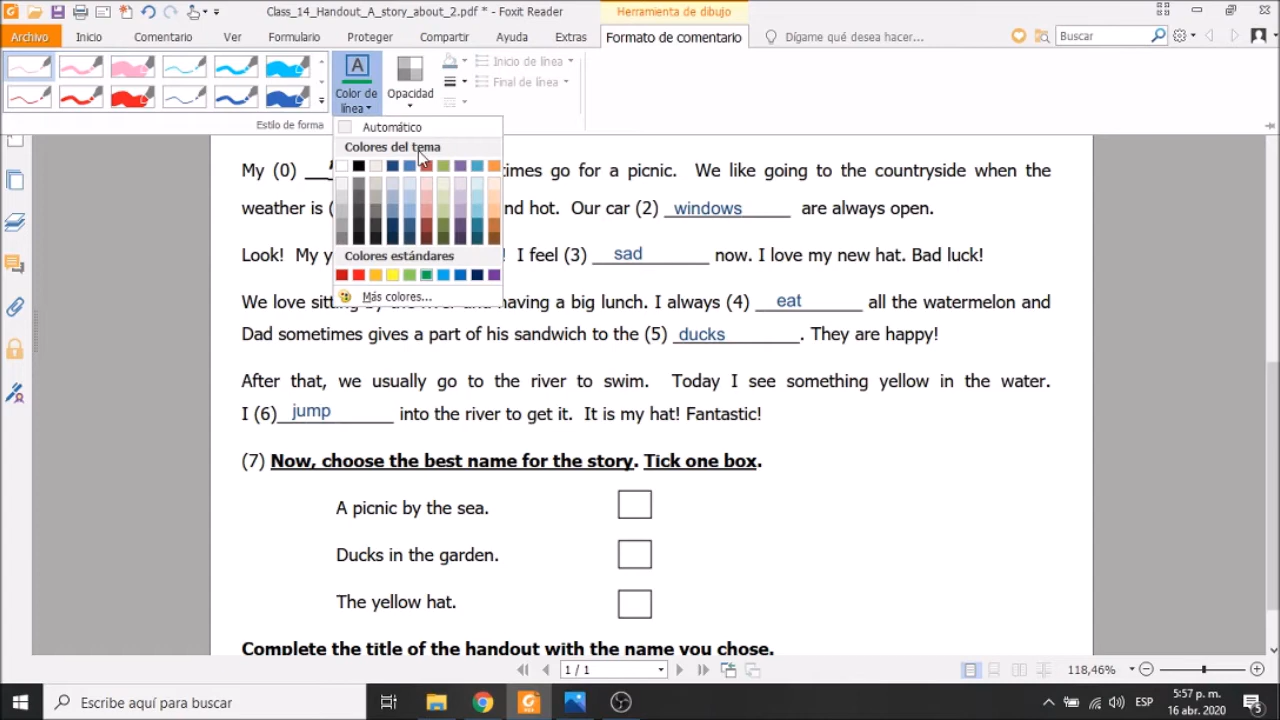 Class_14_Handout_A_story_about_2.pdf * - Foxit Reader
Herramienta de dibujo
Archivo Inicio Comentario Ver Formulario Proteger Compartir Ayuda Extras Formato de comentario Dígame qué desea hacer... Buscar
Color de línea
Opacidad
Inicio de línea
Final de línea
Estilo de forma
Automático
Colores del tema
Colores estándares
Más colores...
My (0) times go for a picnic. We like going to the countryside when the
weather is ( nd hot. Our car (2) windows are always open.
Look! My y ! I feel (3) sad now. I love my new hat. Bad luck!
We love sitting by the river and having a big lunch. I always (4) eat all the watermelon and
Dad sometimes gives a part of his sandwich to the (5) ducks. They are happy!
After that, we usually go to the river to swim. Today I see something yellow in the water.
I (6) jump into the river to get it. It is my hat! Fantastic!
(7) Now, choose the best name for the story. Tick one box.
A picnic by the sea.
Ducks in the garden.
The yellow hat.
Complete the title of the handout with the name you chose.
1 / 1
118,46%
Escribe aquí para buscar
ESP
5:57 p. m.
16 abr. 2020
5